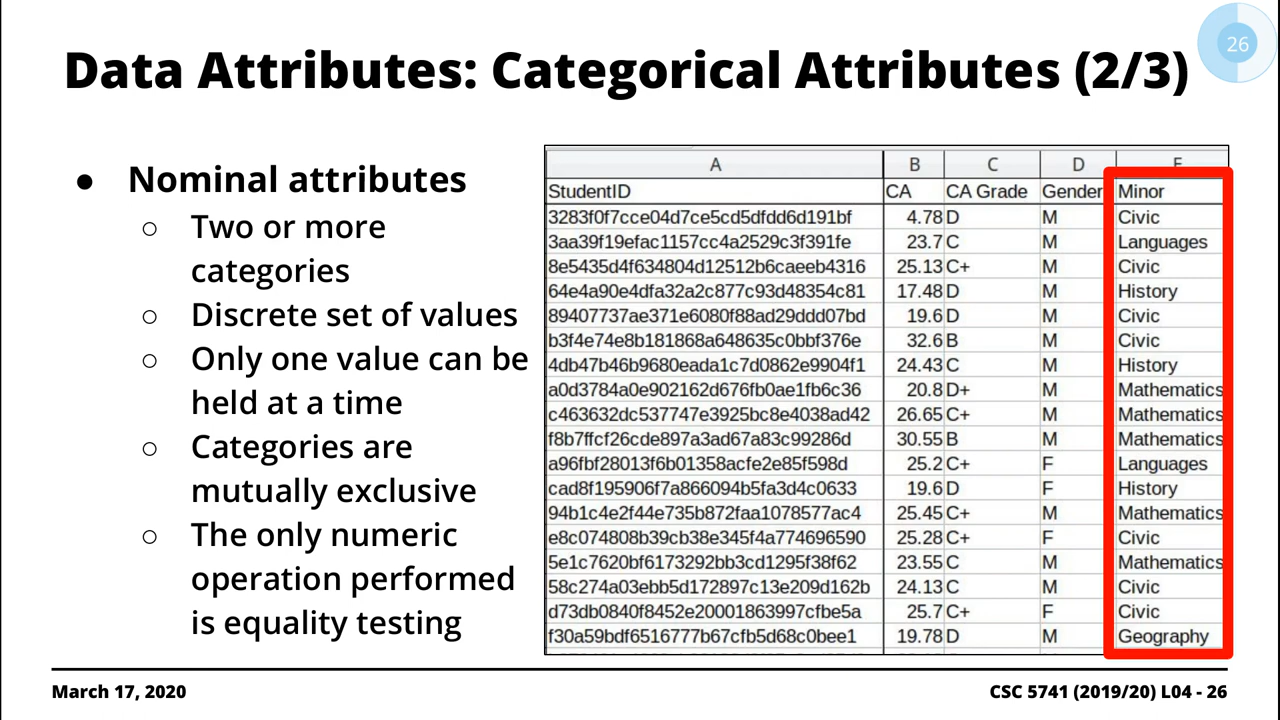 26
Data Attributes: Categorical Attributes (2/3)
● Nominal attributes
○ Two or more
categories
○ Discrete set of values
○ Only one value can be
held at a time
○ Categories are
mutually exclusive
○ The only numeric
operation performed
is equality testing
A B C D E
StudentID CA CA Grade Gender Minor
3283f0f7cce04d7ce5cd5dfdd6d191bf 4.78 D M Civic
3aa39f19efac1157cc4a2529c3f391fe 23.7 C M Languages
8e5435d4f634804d12512b6caeeb4316 25.13 C+ M Civic
64e4a90e4dfa32a2c877c93d48354c81 17.48 D M History
89407737ae371e6080f88ad29ddd07bd 19.6 D M Civic
b3f4e74e8b181868a648635c0bbf376e 32.6 B M Civic
4db47b46b9680eada1c7d0862e9904f1 24.43 C M History
a0d3784a0e902162d676fb0ae1fb6c36 20.8 D+ M Mathematics
c463632dc537747e3925bc8e4038ad42 26.65 C+ M Mathematics
f8b7ffcf26cde897a3ad67a83c99286d 30.55 B M Mathematics
a96fbf28013f6b01358acfe2e85f598d 25.2 C+ F Languages
cad8f195906f7a866094b5fa3d4c0633 19.6 D F History
94b1c4e2f44e735b872faa1078577ac4 25.45 C+ M Mathematics
e8c074808b39cb38e345f4a774696590 25.28 C+ F Civic
5e1c7620bf6173292bb3cd1295f38f62 23.55 C M Mathematics
58c274a03ebb5d172897c13e209d162b 24.13 C M Civic
d73db0840f8452e20001863997cfbe5a 25.7 C+ F Civic
f30a59bdf6516777b67cfb5d68c0bee1 19.78 D M Geography
March 17, 2020
CSC 5741 (2019/20) L04 - 26